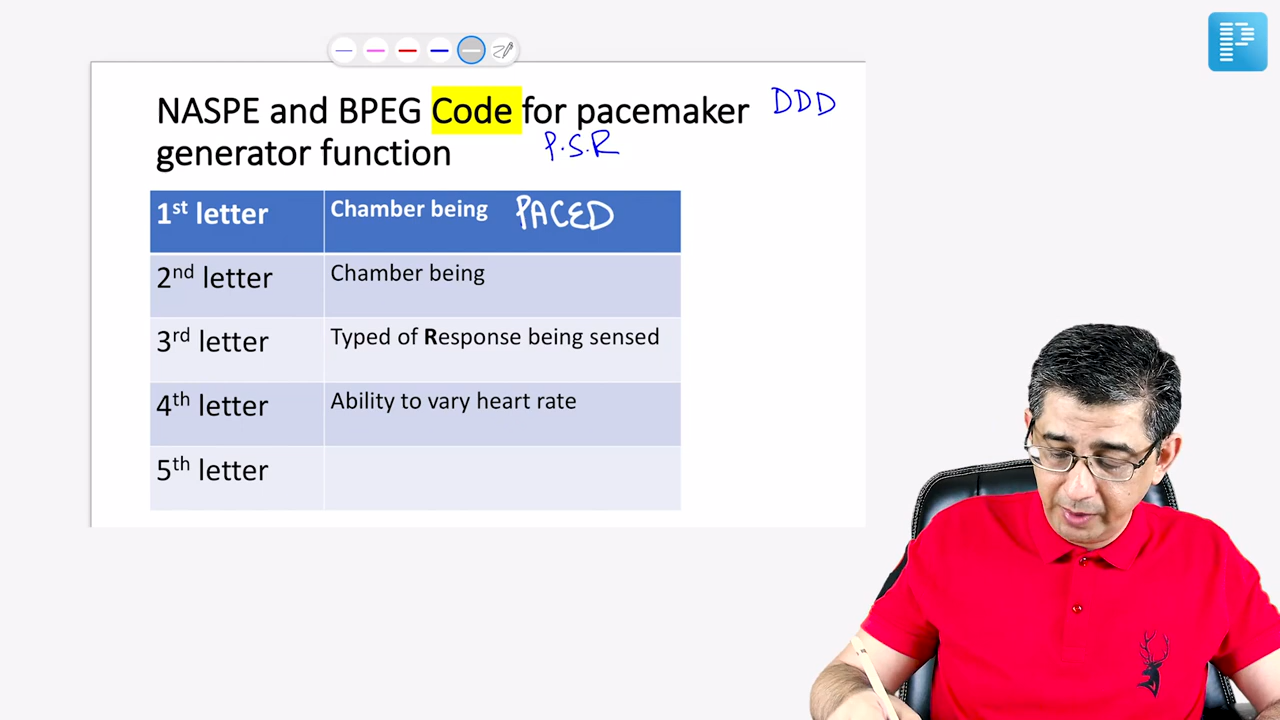 NASPE and BPEG Code for pacemaker DDD
generator function P.S.R
1st letter Chamber being PACED
2nd letter Chamber being
3rd letter Typed of Response being sensed
4th letter Ability to vary heart rate
5th letter
P